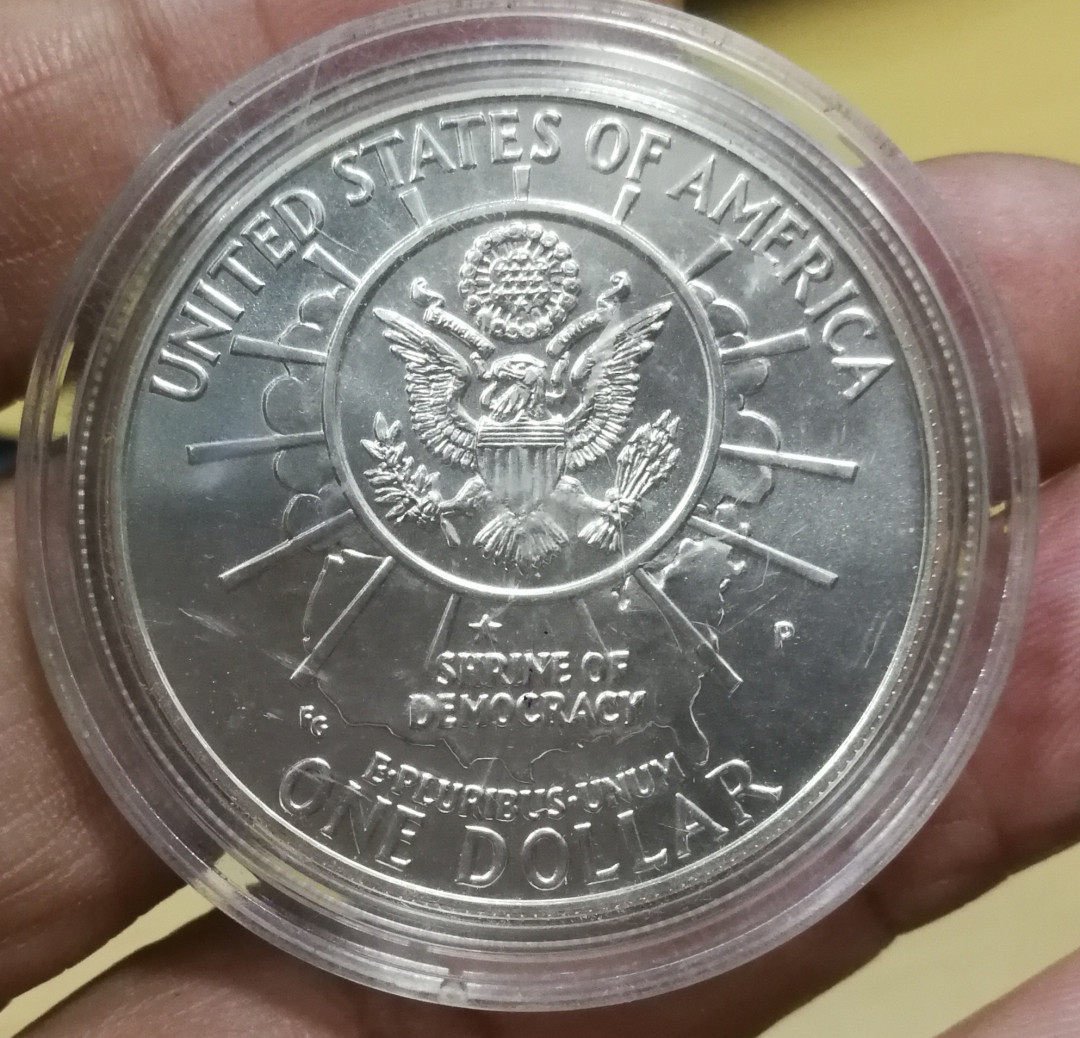 UNITED STATES OF AMERICA
P
SHRINE OF
DEMOCRACY
FG
E·PLURIBUS·UNUM
ONE DOLLAR